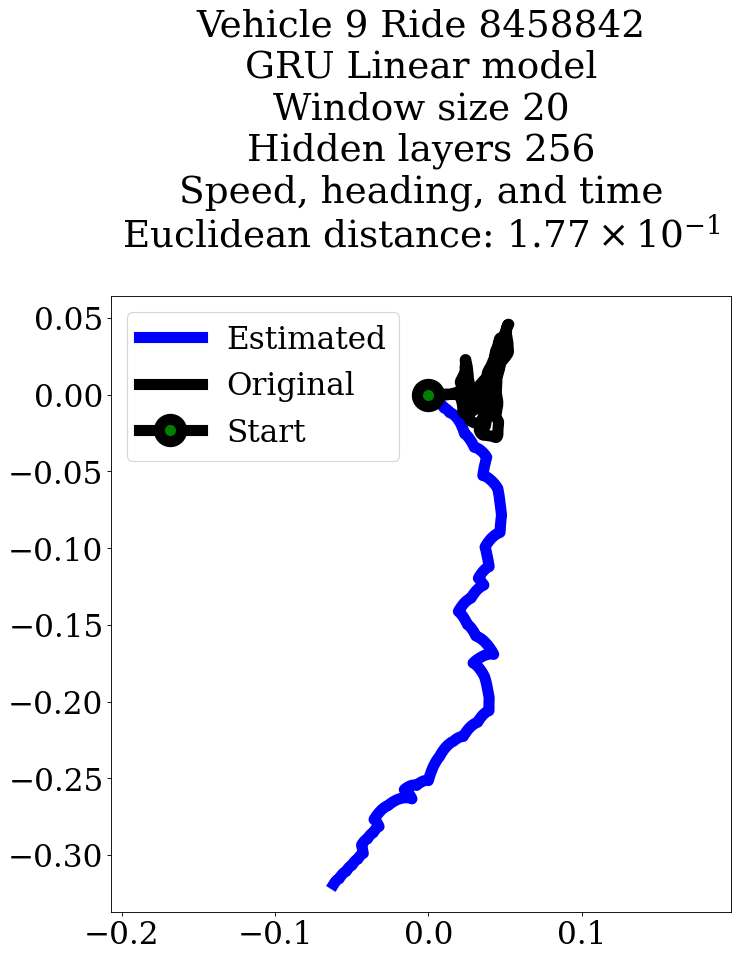 Vehicle 9 Ride 8458842
GRU Linear model
Window size 20
Hidden layers 256
Speed, heading, and time
Euclidean distance: 1.77 × 10⁻¹
Estimated
Original
Start
0.05
0.00
−0.05
−0.10
−0.15
−0.20
−0.25
−0.30
−0.2 −0.1 0.0 0.1